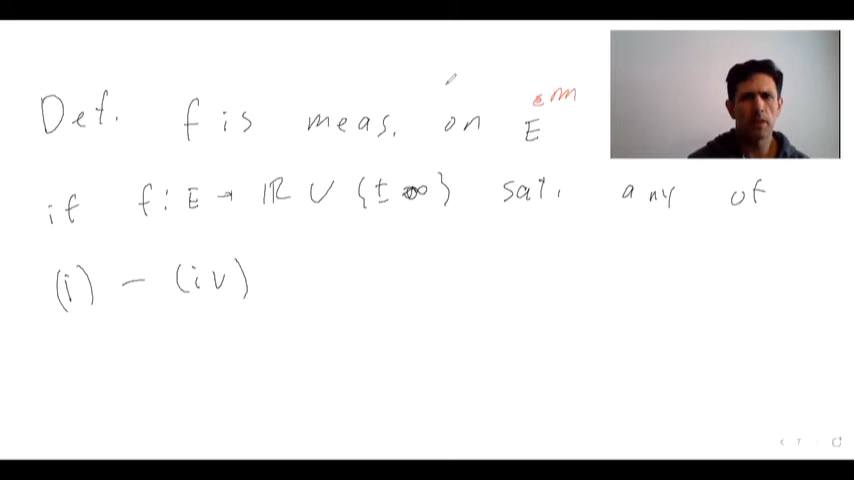 Def. f is meas. on E ∈ m
if f: E → ℝ ∪ {±∞} sat. any of
(i) – (iv)